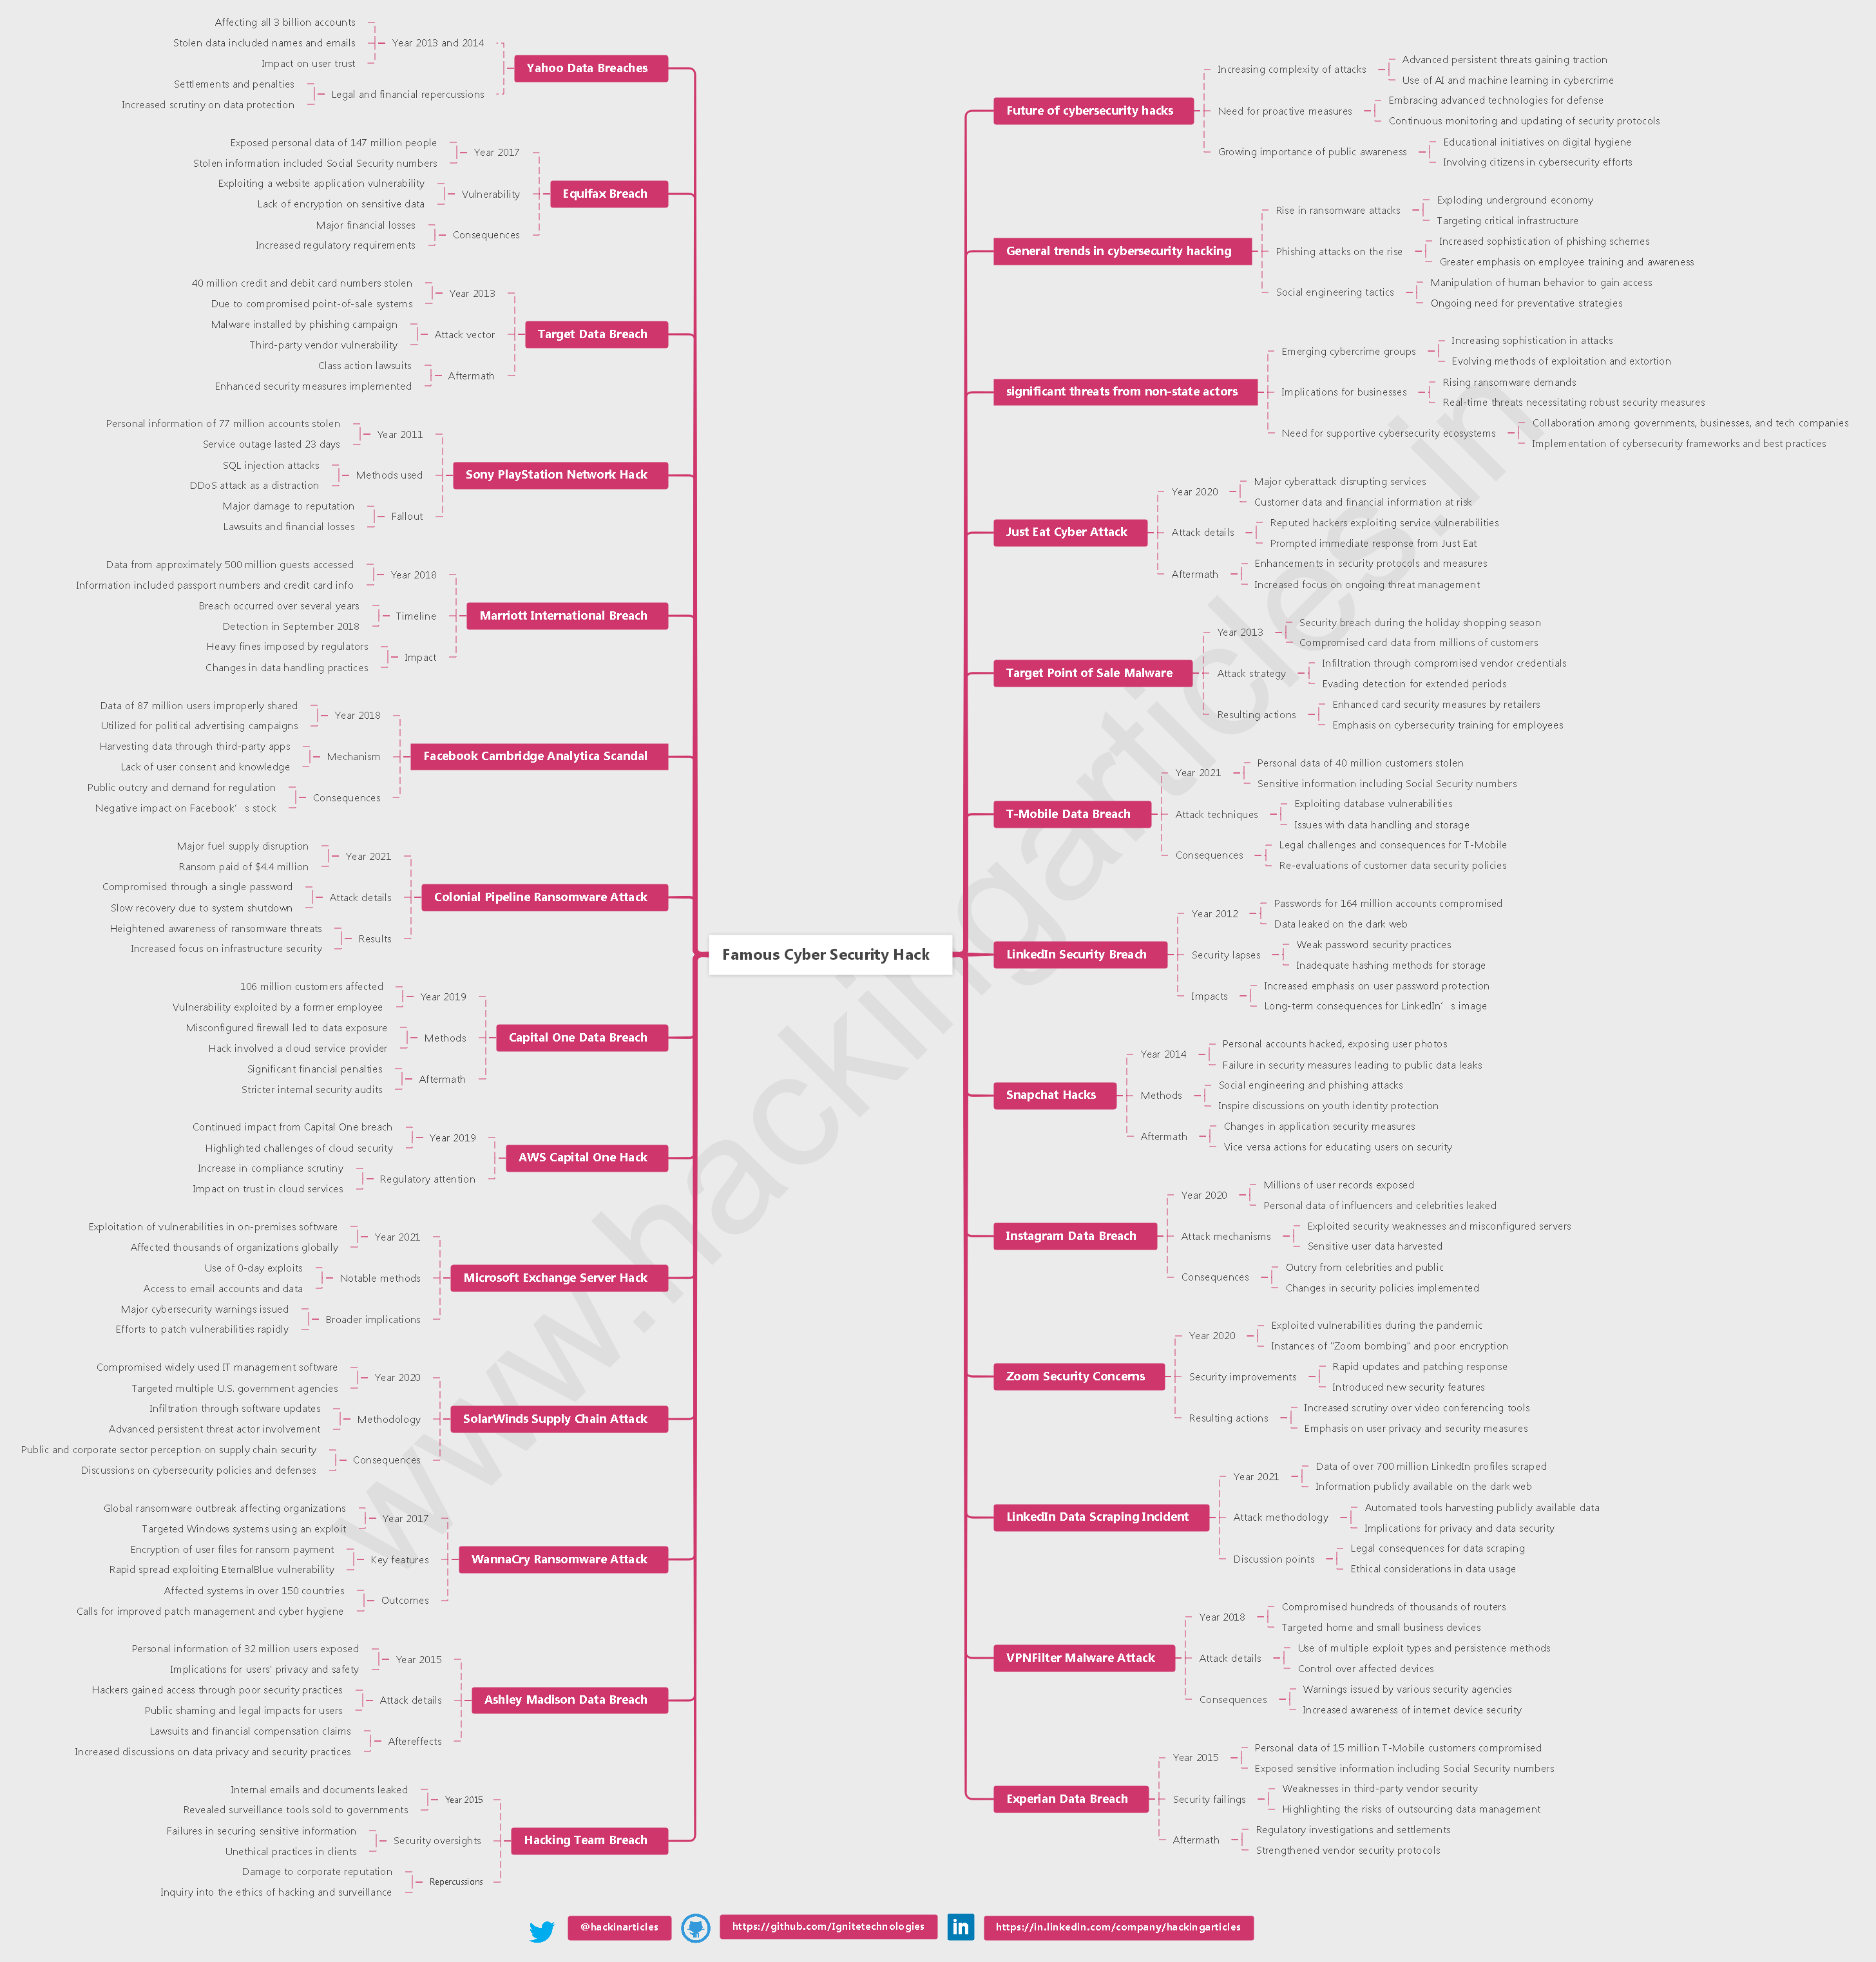 Famous Cyber Security Hack
Yahoo Data Breaches
Year 2013 and 2014
Affecting all 3 billion accounts
Stolen data included names and emails
Impact on user trust
Legal and financial repercussions
Settlements and penalties
Increased scrutiny on data protection
Equifax Breach
Year 2017
Exposed personal data of 147 million people
Stolen information included Social Security numbers
Vulnerability
Exploiting a website application vulnerability
Lack of encryption on sensitive data
Consequences
Major financial losses
Increased regulatory requirements
Target Data Breach
Year 2013
40 million credit and debit card numbers stolen
Due to compromised point-of-sale systems
Attack vector
Malware installed by phishing campaign
Third-party vendor vulnerability
Aftermath
Class action lawsuits
Enhanced security measures implemented
Sony PlayStation Network Hack
Year 2011
Personal information of 77 million accounts stolen
Service outage lasted 23 days
Methods used
SQL injection attacks
DDoS attack as a distraction
Fallout
Major damage to reputation
Lawsuits and financial losses
Marriott International Breach
Year 2018
Data from approximately 500 million guests accessed
Information included passport numbers and credit card info
Timeline
Breach occurred over several years
Detection in September 2018
Impact
Heavy fines imposed by regulators
Changes in data handling practices
Facebook Cambridge Analytica Scandal
Year 2018
Data of 87 million users improperly shared
Utilized for political advertising campaigns
Mechanism
Harvesting data through third-party apps
Lack of user consent and knowledge
Consequences
Public outcry and demand for regulation
Negative impact on Facebook’s stock
Colonial Pipeline Ransomware Attack
Year 2021
Major fuel supply disruption
Ransom paid of $4.4 million
Attack details
Compromised through a single password
Slow recovery due to system shutdown
Results
Heightened awareness of ransomware threats
Increased focus on infrastructure security
Capital One Data Breach
Year 2019
106 million customers affected
Vulnerability exploited by a former employee
Methods
Misconfigured firewall led to data exposure
Hack involved a cloud service provider
Aftermath
Significant financial penalties
Stricter internal security audits
AWS Capital One Hack
Year 2019
Continued impact from Capital One breach
Highlighted challenges of cloud security
Regulatory attention
Increase in compliance scrutiny
Impact on trust in cloud services
Microsoft Exchange Server Hack
Year 2021
Exploitation of vulnerabilities in on-premises software
Affected thousands of organizations globally
Notable methods
Use of 0-day exploits
Access to email accounts and data
Broader implications
Major cybersecurity warnings issued
Efforts to patch vulnerabilities rapidly
SolarWinds Supply Chain Attack
Year 2020
Compromised widely used IT management software
Targeted multiple U.S. government agencies
Methodology
Infiltration through software updates
Advanced persistent threat actor involvement
Consequences
Public and corporate sector perception on supply chain security
Discussions on cybersecurity policies and defenses
WannaCry Ransomware Attack
Year 2017
Global ransomware outbreak affecting organizations
Targeted Windows systems using an exploit
Key features
Encryption of user files for ransom payment
Rapid spread exploiting EternalBlue vulnerability
Outcomes
Affected systems in over 150 countries
Calls for improved patch management and cyber hygiene
Ashley Madison Data Breach
Year 2015
Personal information of 32 million users exposed
Implications for users' privacy and safety
Attack details
Hackers gained access through poor security practices
Public shaming and legal impacts for users
Aftereffects
Lawsuits and financial compensation claims
Increased discussions on data privacy and security practices
Hacking Team Breach
Year 2015
Internal emails and documents leaked
Revealed surveillance tools sold to governments
Security oversights
Failures in securing sensitive information
Unethical practices in clients
Repercussions
Damage to corporate reputation
Inquiry into the ethics of hacking and surveillance
Future of cybersecurity hacks
Increasing complexity of attacks
Advanced persistent threats gaining traction
Use of AI and machine learning in cybercrime
Need for proactive measures
Embracing advanced technologies for defense
Continuous monitoring and updating of security protocols
Growing importance of public awareness
Educational initiatives on digital hygiene
Involving citizens in cybersecurity efforts
General trends in cybersecurity hacking
Rise in ransomware attacks
Exploding underground economy
Targeting critical infrastructure
Phishing attacks on the rise
Increased sophistication of phishing schemes
Greater emphasis on employee training and awareness
Social engineering tactics
Manipulation of human behavior to gain access
Ongoing need for preventative strategies
significant threats from non-state actors
Emerging cybercrime groups
Increasing sophistication in attacks
Evolving methods of exploitation and extortion
Implications for businesses
Rising ransomware demands
Real-time threats necessitating robust security measures
Need for supportive cybersecurity ecosystems
Collaboration among governments, businesses, and tech companies
Implementation of cybersecurity frameworks and best practices
Just Eat Cyber Attack
Year 2020
Major cyberattack disrupting services
Customer data and financial information at risk
Attack details
Reputed hackers exploiting service vulnerabilities
Prompted immediate response from Just Eat
Aftermath
Enhancements in security protocols and measures
Increased focus on ongoing threat management
Target Point of Sale Malware
Year 2013
Security breach during the holiday shopping season
Compromised card data from millions of customers
Attack strategy
Infiltration through compromised vendor credentials
Evading detection for extended periods
Resulting actions
Enhanced card security measures by retailers
Emphasis on cybersecurity training for employees
T-Mobile Data Breach
Year 2021
Personal data of 40 million customers stolen
Sensitive information including Social Security numbers
Attack techniques
Exploiting database vulnerabilities
Issues with data handling and storage
Consequences
Legal challenges and consequences for T-Mobile
Re-evaluations of customer data security policies
LinkedIn Security Breach
Year 2012
Passwords for 164 million accounts compromised
Data leaked on the dark web
Security lapses
Weak password security practices
Inadequate hashing methods for storage
Impacts
Increased emphasis on user password protection
Long-term consequences for LinkedIn’s image
Snapchat Hacks
Year 2014
Personal accounts hacked, exposing user photos
Failure in security measures leading to public data leaks
Methods
Social engineering and phishing attacks
Inspire discussions on youth identity protection
Aftermath
Changes in application security measures
Vice versa actions for educating users on security
Instagram Data Breach
Year 2020
Millions of user records exposed
Personal data of influencers and celebrities leaked
Attack mechanisms
Exploited security weaknesses and misconfigured servers
Sensitive user data harvested
Consequences
Outcry from celebrities and public
Changes in security policies implemented
Zoom Security Concerns
Year 2020
Exploited vulnerabilities during the pandemic
Instances of "Zoom bombing" and poor encryption
Security improvements
Rapid updates and patching response
Introduced new security features
Resulting actions
Increased scrutiny over video conferencing tools
Emphasis on user privacy and security measures
LinkedIn Data Scraping Incident
Year 2021
Data of over 700 million LinkedIn profiles scraped
Information publicly available on the dark web
Attack methodology
Automated tools harvesting publicly available data
Implications for privacy and data security
Discussion points
Legal consequences for data scraping
Ethical considerations in data usage
VPNFilter Malware Attack
Year 2018
Compromised hundreds of thousands of routers
Targeted home and small business devices
Attack details
Use of multiple exploit types and persistence methods
Control over affected devices
Consequences
Warnings issued by various security agencies
Increased awareness of internet device security
Experian Data Breach
Year 2015
Personal data of 15 million T-Mobile customers compromised
Exposed sensitive information including Social Security numbers
Security failings
Weaknesses in third-party vendor security
Highlighting the risks of outsourcing data management
Aftermath
Regulatory investigations and settlements
Strengthened vendor security protocols
www.hackingarticles.in
@hackinarticles
https://github.com/Ignitetechnologies
in
https://in.linkedin.com/company/hackingarticles